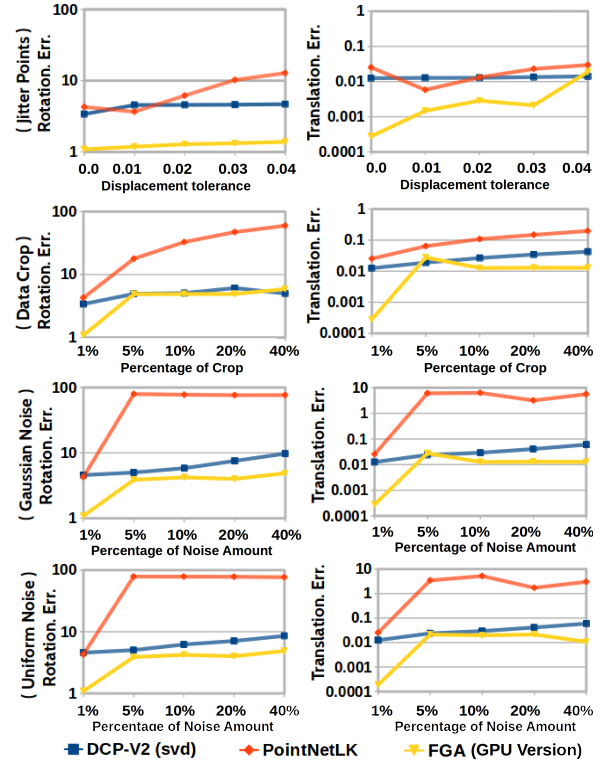 ( Jitter Points )
Rotation. Err.
100
10
1
0.0 0.01 0.02 0.03 0.04
Displacement tolerance
Translation. Err.
1
0.1
0.01
0.001
0.0001
0.0 0.01 0.02 0.03 0.04
Displacement tolerance
( Data Crop )
Rotation. Err.
100
10
1
1% 5% 10% 20% 40%
Percentage of Crop
Translation. Err.
1
0.1
0.01
0.001
0.0001
1% 5% 10% 20% 40%
Percentage of Crop
( Gaussian Noise )
Rotation. Err.
100
10
1
1% 5% 10% 20% 40%
Percentage of Noise Amount
Translation. Err.
10
1
0.1
0.01
0.001
0.0001
1% 5% 10% 20% 40%
Percentage of Noise Amount
( Uniform Noise )
Rotation. Err.
100
10
1
1% 5% 10% 20% 40%
Percentage of Noise Amount
Translation. Err.
10
1
0.1
0.01
0.001
0.0001
1% 5% 10% 20% 40%
Percentage of Noise Amount
DCP-V2 (svd) PointNetLK FGA (GPU Version)